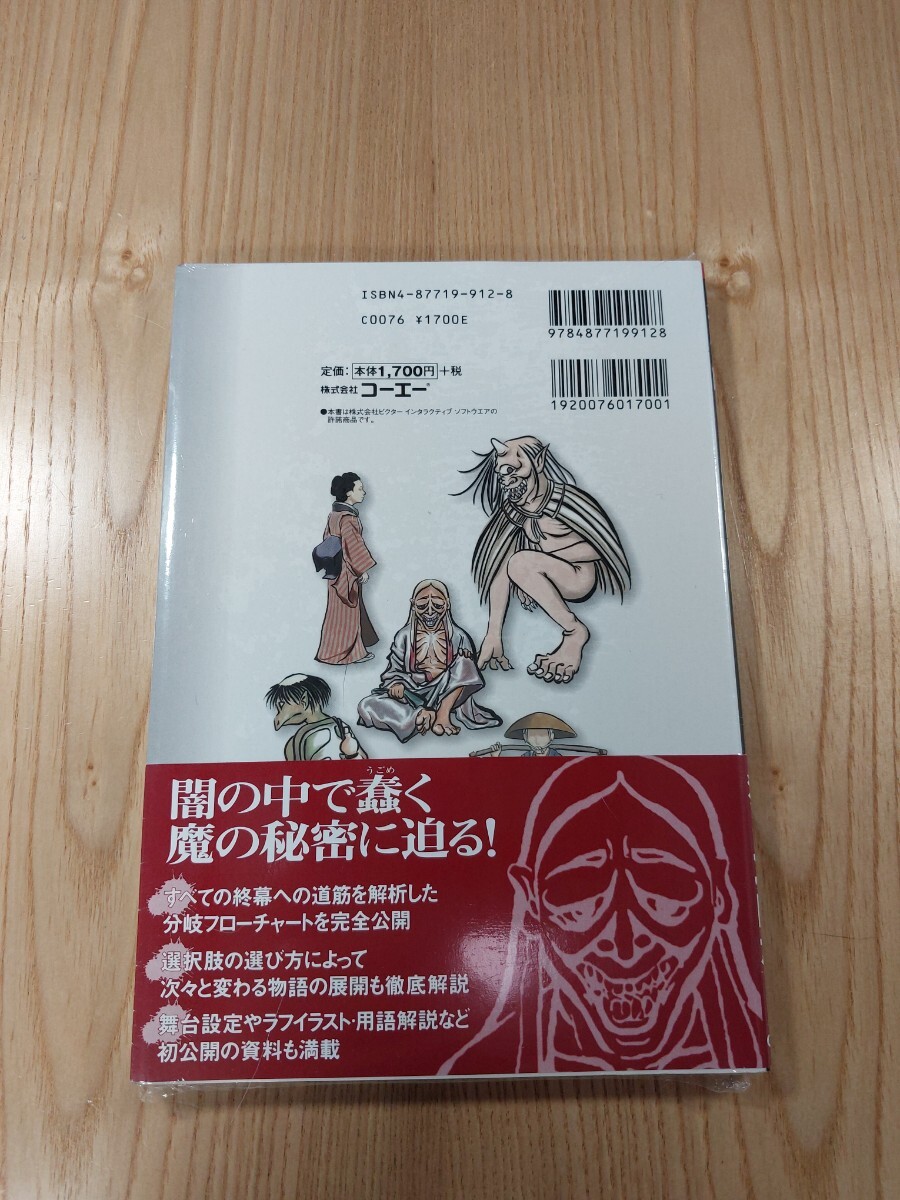 ISBN4-87719-912-8
C0076 ¥1700E
9784877199128
定価：本体1,700円＋税
株式会社コーエー
1920076017001
●本書は株式会社ビクター インタラクティブ ソフトウエアの
許諾商品です。
うごめ
闇の中で蠢く
魔の秘密に迫る!
すべての終幕への道筋を解析した
分岐フローチャートを完全公開
選択肢の選び方によって
次々と変わる物語の展開も徹底解説
舞台設定やラフイラスト・用語解説など
初公開の資料も満載